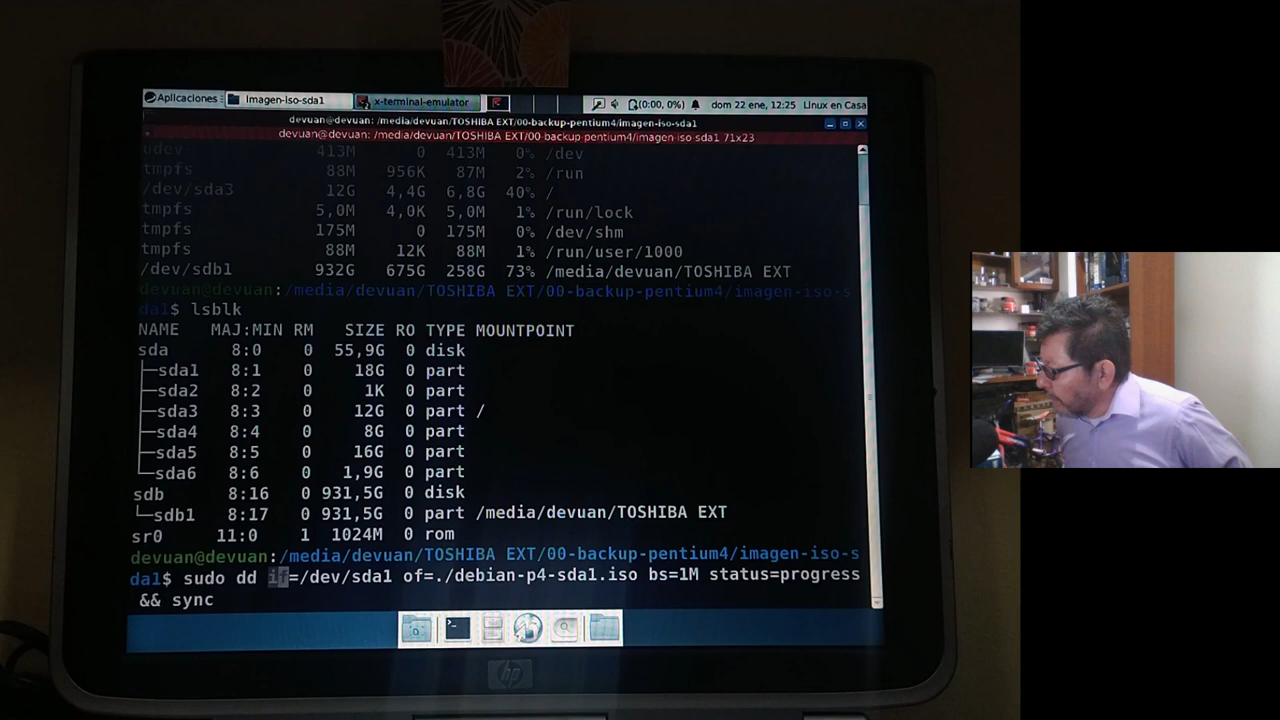 Aplicaciones Imagen-iso-sda1 x-terminal-emulator (0:00, 0%) dom 22 ene, 12:25 Linux en Casa
devuan@devuan: /media/devuan/TOSHIBA EXT/00-backup-pentium4/imagen-iso-sda1
devuan@devuan: /media/devuan/TOSHIBA EXT/00-backup-pentium4/imagen-iso-sda1 71x23
udev 413M 0 413M 0% /dev
tmpfs 88M 956K 87M 2% /run
/dev/sda3 12G 4,4G 6,8G 40% /
tmpfs 5,0M 4,0K 5,0M 1% /run/lock
tmpfs 175M 0 175M 0% /dev/shm
tmpfs 88M 12K 88M 1% /run/user/1000
/dev/sdb1 932G 675G 258G 73% /media/devuan/TOSHIBA EXT
devuan@devuan:/media/devuan/TOSHIBA EXT/00-backup-pentium4/imagen-iso-s
da1$ lsblk
NAME MAJ:MIN RM SIZE RO TYPE MOUNTPOINT
sda 8:0 0 55,9G 0 disk
├─sda1 8:1 0 18G 0 part
├─sda2 8:2 0 1K 0 part
├─sda3 8:3 0 12G 0 part /
├─sda4 8:4 0 8G 0 part
├─sda5 8:5 0 16G 0 part
└─sda6 8:6 0 1,9G 0 part
sdb 8:16 0 931,5G 0 disk
└─sdb1 8:17 0 931,5G 0 part /media/devuan/TOSHIBA EXT
sr0 11:0 1 1024M 0 rom
devuan@devuan:/media/devuan/TOSHIBA EXT/00-backup-pentium4/imagen-iso-s
da1$ sudo dd if=/dev/sda1 of=./debian-p4-sda1.iso bs=1M status=progress
&& sync
hp